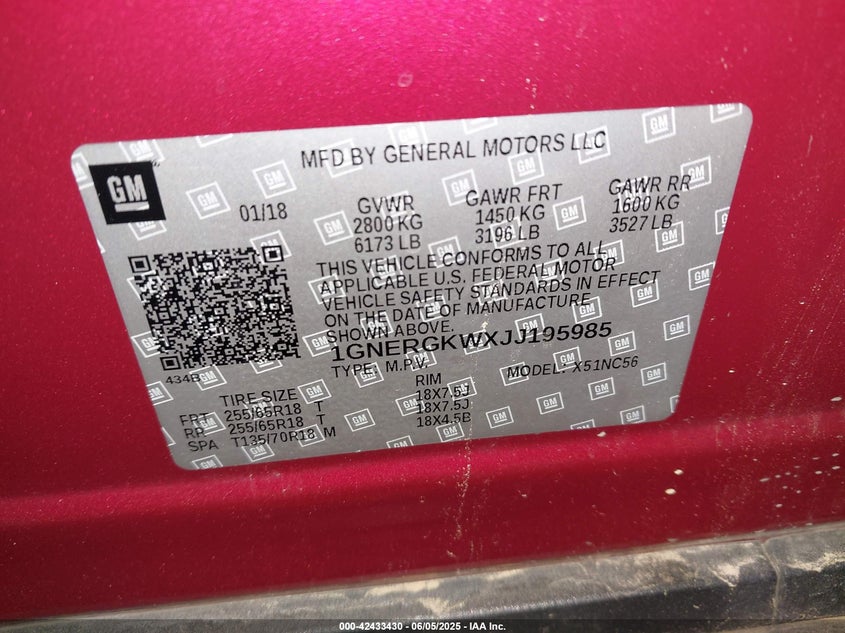 GM
MFD BY GENERAL MOTORS LLC
01/18
GVWR
2800 KG
6173 LB
GAWR FRT
1450 KG
3196 LB
GAWR RR
1600 KG
3527 LB
THIS VEHICLE CONFORMS TO ALL
APPLICABLE U.S. FEDERAL MOTOR
VEHICLE SAFETY STANDARDS IN EFFECT
ON THE DATE OF MANUFACTURE
SHOWN ABOVE.
1GNERGKWXJJ195985
TYPE: M.P.V. MODEL: X51NC56
434B
TIRE SIZE RIM
FRT 255/65R18 T 18X7.5J
RR 255/65R18 T 18X7.5J
SPA T135/70R18 M 18X4.5B
000-42433430 - 06/05/2025 - IAA Inc.